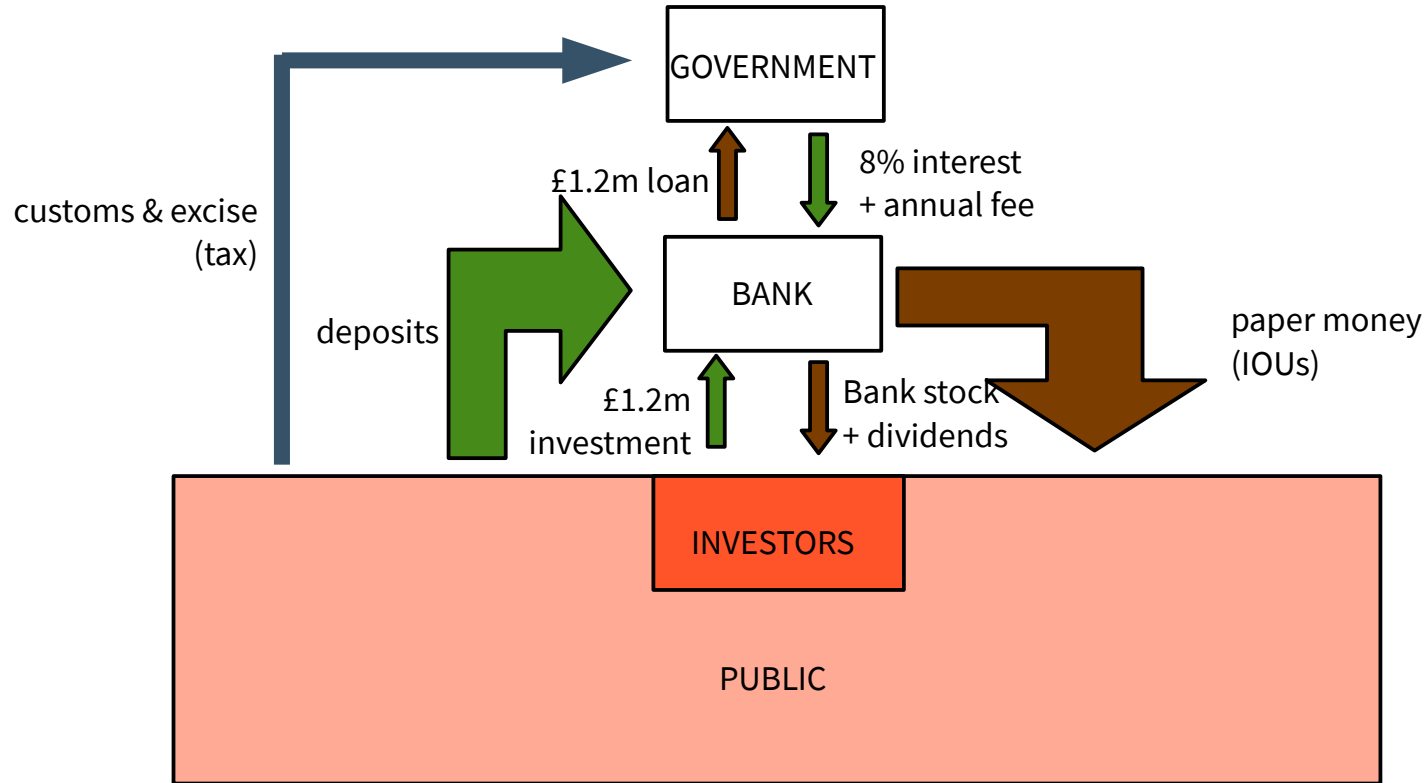 GOVERNMENT
£1.2m loan
8% interest
+ annual fee
customs & excise
(tax)
BANK
deposits
paper money
(IOUs)
£1.2m
investment
Bank stock
+ dividends
INVESTORS
PUBLIC